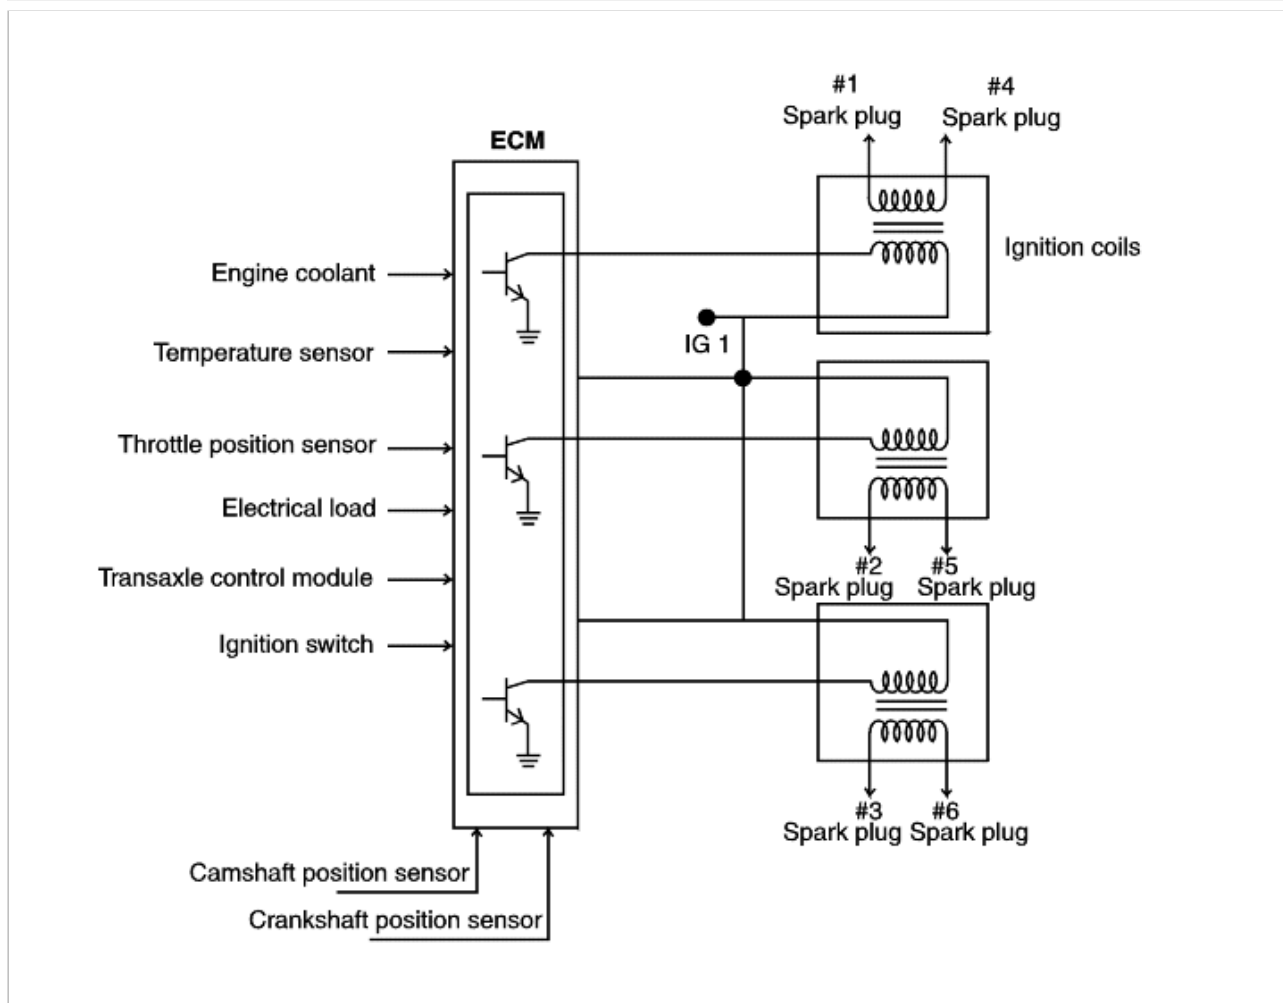 #1
Spark plug
#4
Spark plug
ECM
Ignition coils
Engine coolant
Temperature sensor
Throttle position sensor
Electrical load
Transaxle control module
Ignition switch
IG 1
#2
Spark plug
#5
Spark plug
#3
Spark plug
#6
Spark plug
Camshaft position sensor
Crankshaft position sensor